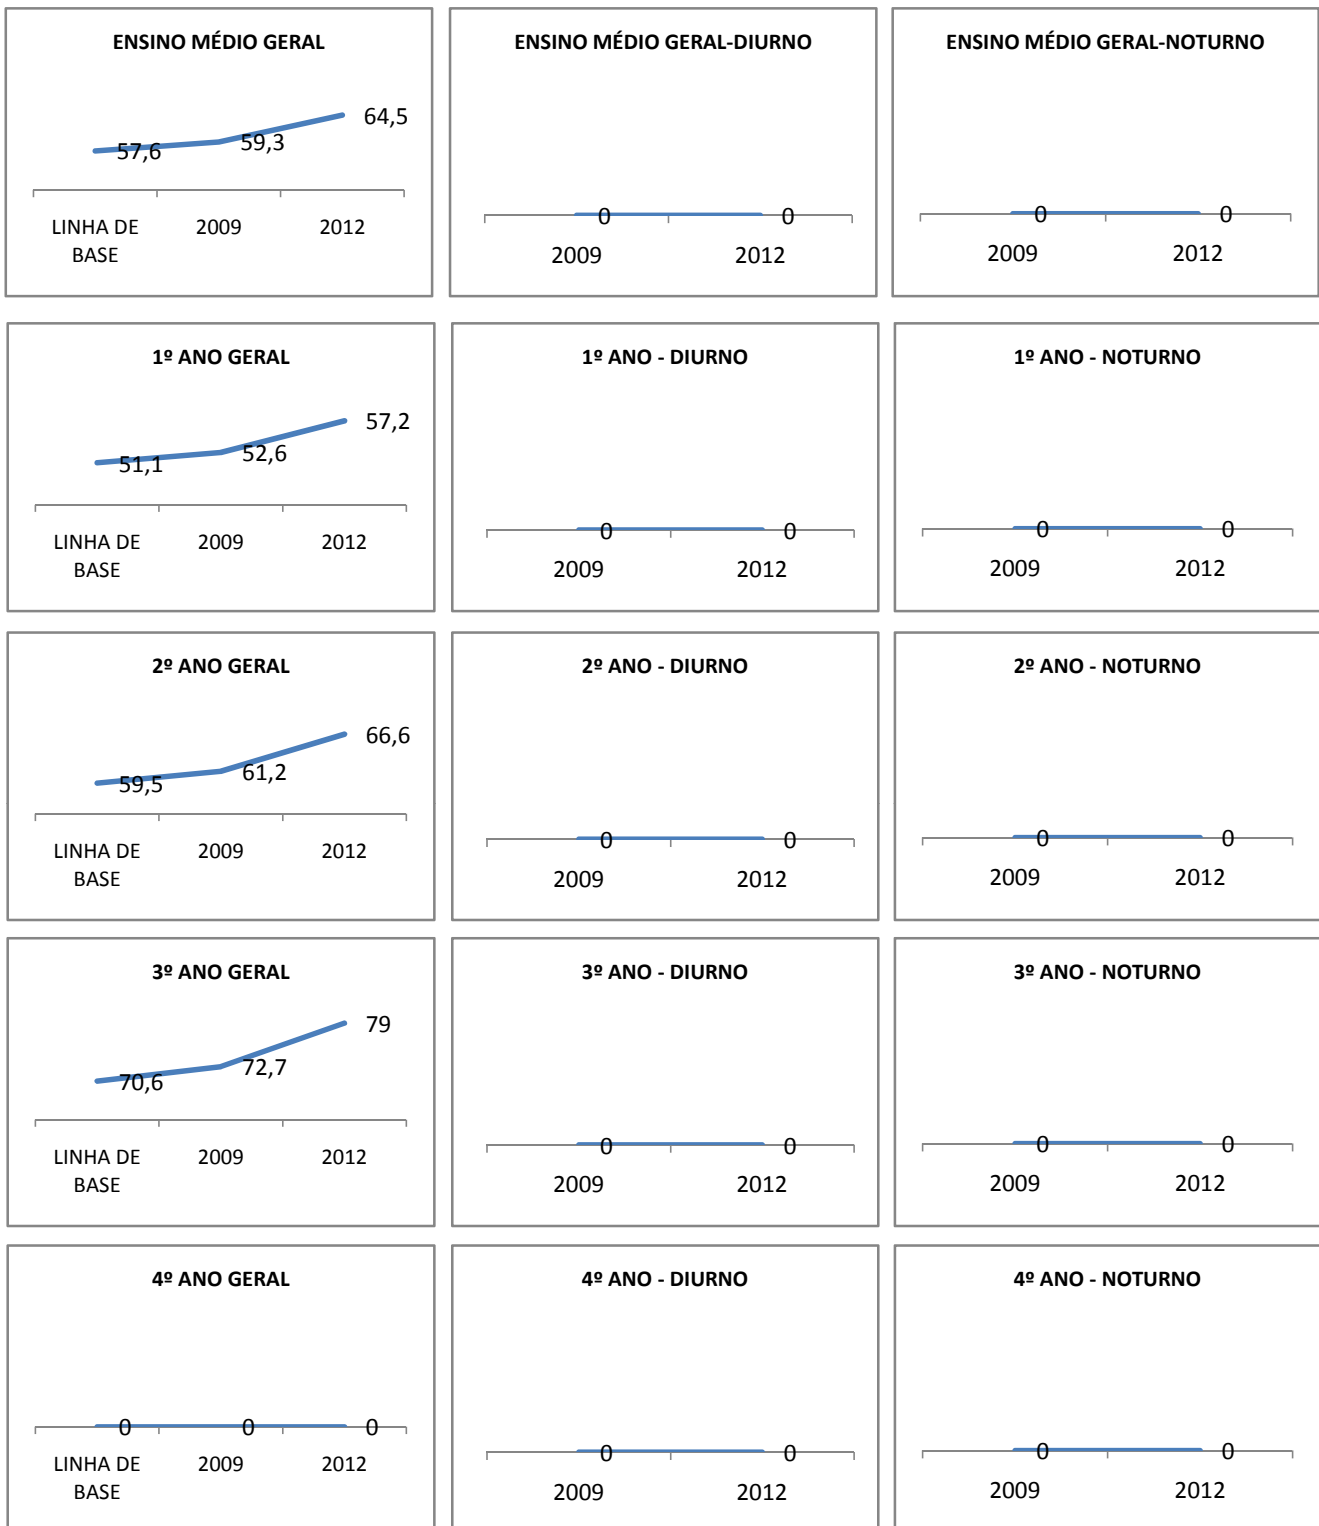 ENSINO MÉDIO GERAL
64,5
59,3
57,6
LINHA DE
BASE
2009
2012
ENSINO MÉDIO GERAL-DIURNO
0
0
2009
2012
ENSINO MÉDIO GERAL-NOTURNO
0
0
2009
2012
1º ANO GERAL
57,2
52,6
51,1
LINHA DE
BASE
2009
2012
1º ANO - DIURNO
0
0
2009
2012
1º ANO - NOTURNO
0
0
2009
2012
2º ANO GERAL
66,6
61,2
59,5
LINHA DE
BASE
2009
2012
2º ANO - DIURNO
0
0
2009
2012
2º ANO - NOTURNO
0
0
2009
2012
3º ANO GERAL
79
72,7
70,6
LINHA DE
BASE
2009
2012
3º ANO - DIURNO
0
0
2009
2012
3º ANO - NOTURNO
0
0
2009
2012
4º ANO GERAL
0
0
0
LINHA DE
BASE
2009
2012
4º ANO - DIURNO
0
0
2009
2012
4º ANO - NOTURNO
0
0
2009
2012